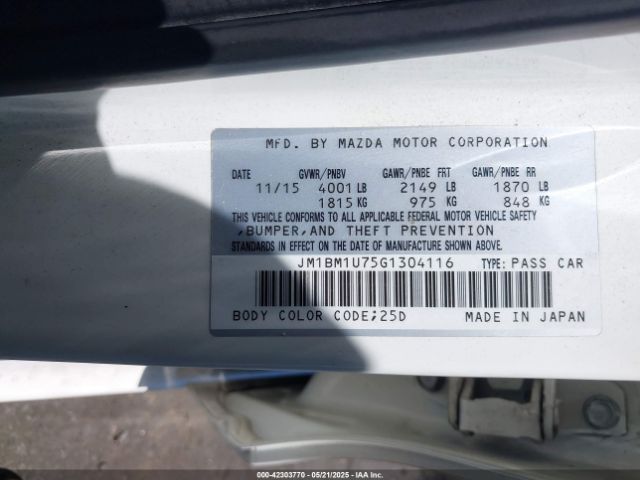 MFD. BY MAZDA MOTOR CORPORATION
DATE GVWR/PNBV GAWR/PNBE FRT GAWR/PNBE RR
11/15 4001 LB 2149 LB 1870 LB
1815 KG 975 KG 848 KG
THIS VEHICLE CONFORMS TO ALL APPLICABLE FEDERAL MOTOR VEHICLE SAFETY
,BUMPER,AND THEFT PREVENTION
STANDARDS IN EFFECT ON THE DATE OF MANUFACTURE SHOWN ABOVE.
JM1BM1U75G1304116 TYPE: PASS CAR
BODY COLOR CODE;25D MADE IN JAPAN
000-42303770 - 05/21/2025 - IAAI.COM